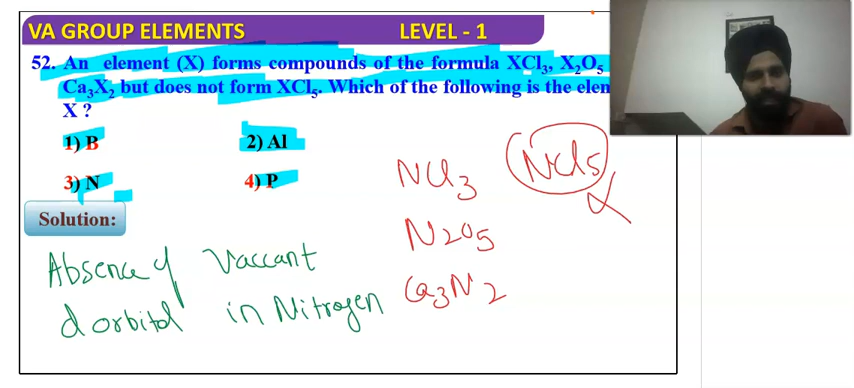 VA GROUP ELEMENTS LEVEL - 1
52. An element (X) forms compounds of the formula XCl3, X2O5
Ca3X2 but does not form XCl5. Which of the following is the elem
X ?
1) B 2) Al
3) N 4) P
Solution:
NCl3 NCl5
N2O5
Ca3N2
Absence of Vaccant
d orbital in Nitrogen